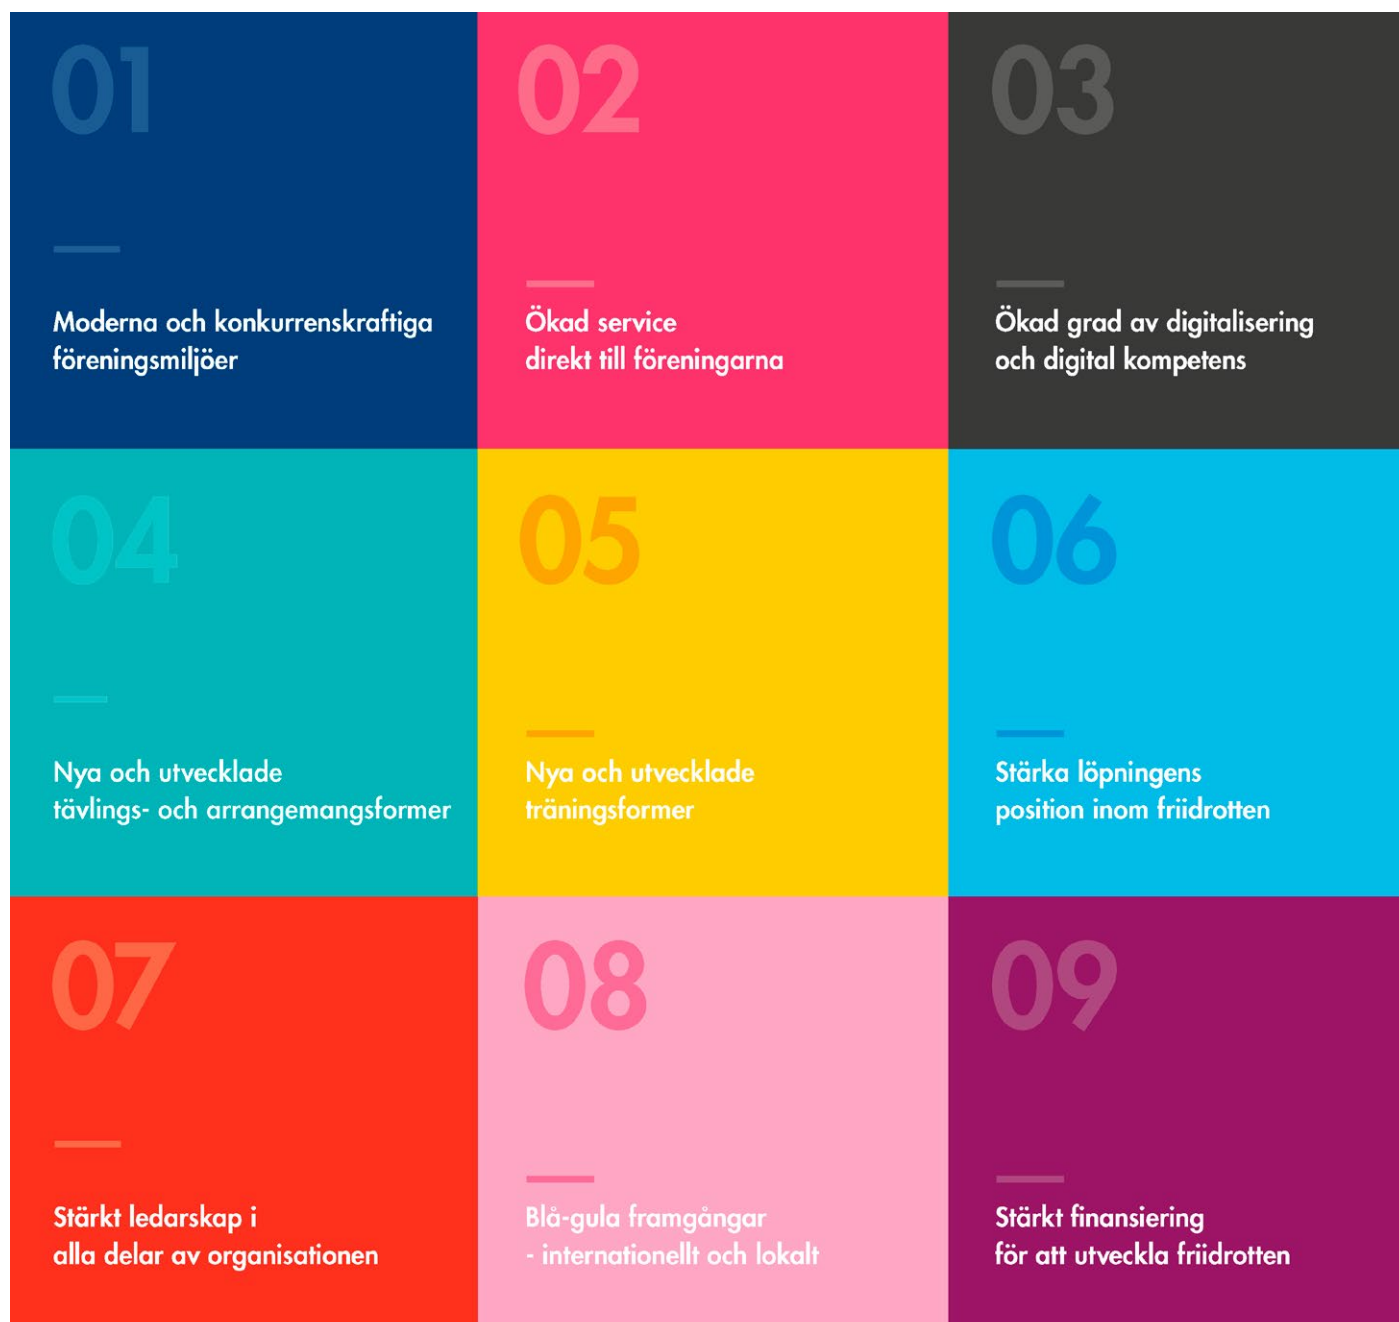 01
Moderna och konkurrenskraftiga
föreningsmiljöer
02
Ökad service
direkt till föreningarna
03
Ökad grad av digitalisering
och digital kompetens
04
Nya och utvecklade
tävlings- och arrangemangsformer
05
Nya och utvecklade
träningsformer
06
Stärka löpningens
position inom friidrotten
07
Stärkt ledarskap i
alla delar av organisationen
08
Blå-gula framgångar
- internationellt och lokalt
09
Stärkt finansiering
för att utveckla friidrotten